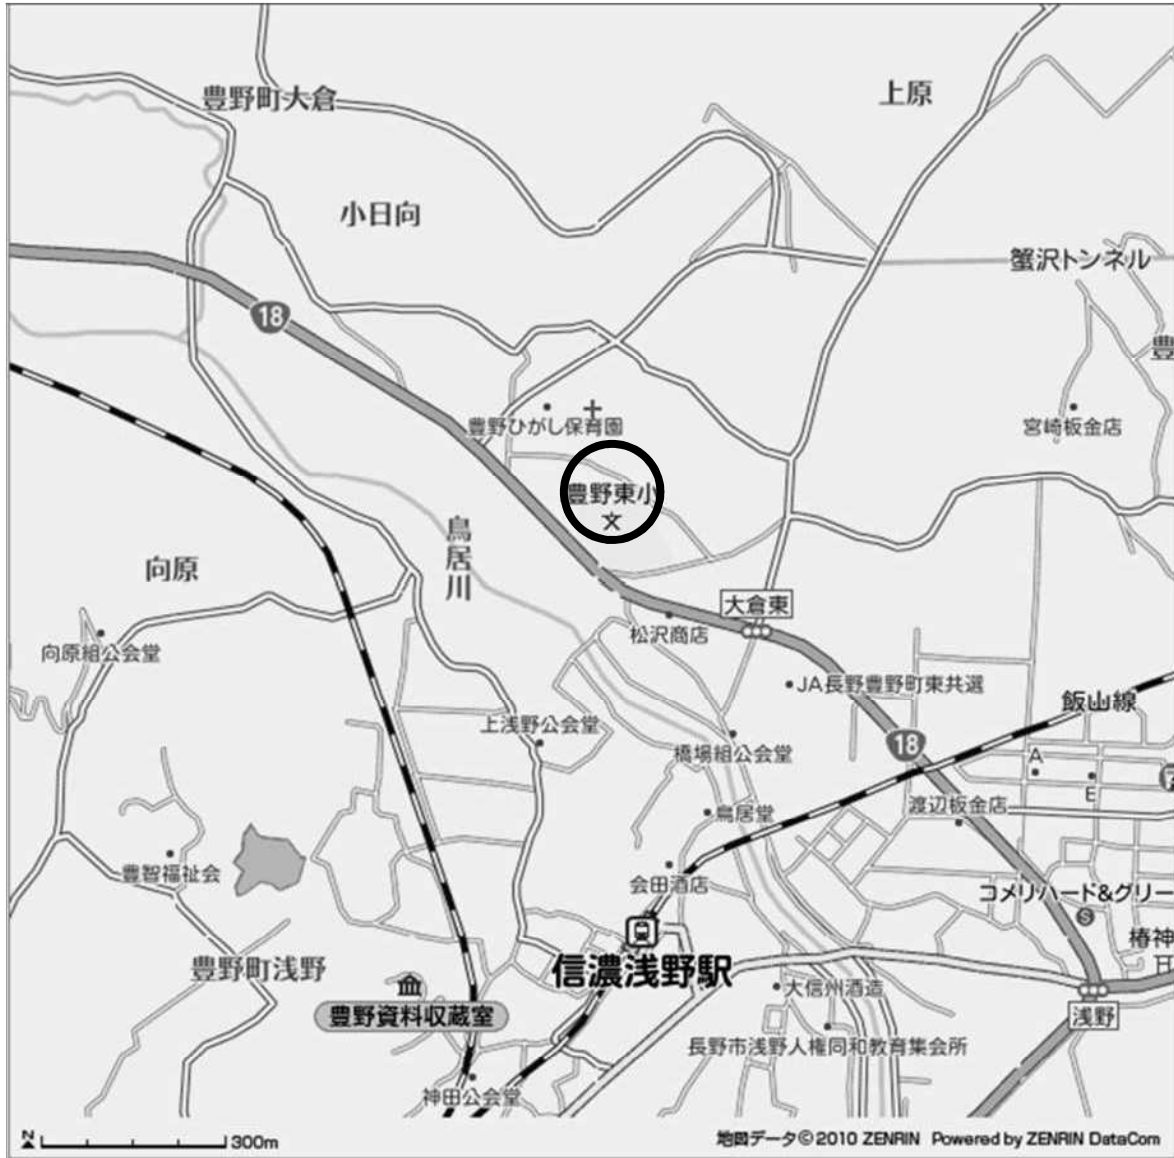 豊野町大倉
上原
小日向
蟹沢トンネル
18
豊
豊野ひがし保育園
宮崎板金店
豊野東小
文
鳥居川
向原
大倉東
松沢商店
向原組公会堂
JA長野豊野町東共選
飯山線
上浅野公会堂
18
橋場組公会堂
A
E
渡辺板金店
鳥居堂
豊智福祉会
会田酒店
コメリハード&グリー
S
椿神
信濃浅野駅
豊野町浅野
大信州酒造
豊野資料収蔵室
浅野
長野市浅野人権同和教育集会所
神田公会堂
N
300m
地図データ©2010 ZENRIN Powered by ZENRIN DataCom